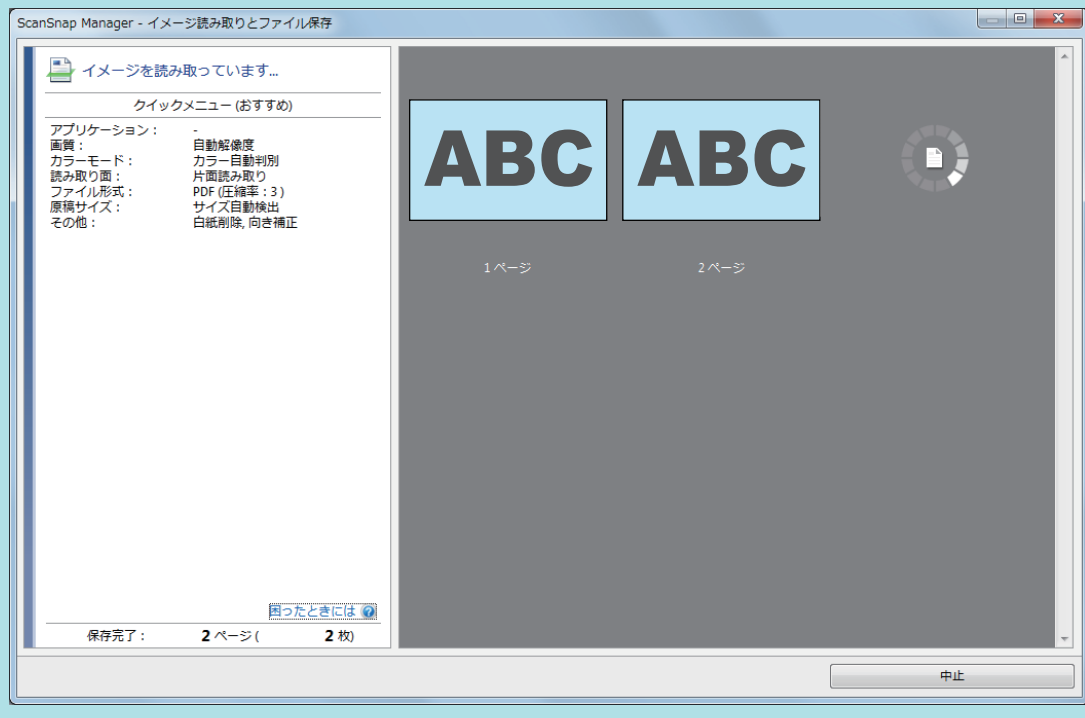 ScanSnap Manager - イメージ読み取りとファイル保存
イメージを読み取っています...
クイックメニュー (おすすめ)
アプリケーション： -
画質： 自動解像度
カラーモード： カラー自動判別
読み取り面： 片面読み取り
ファイル形式： PDF (圧縮率：3)
原稿サイズ： サイズ自動検出
その他： 白紙削除, 向き補正
ABC ABC
1 ページ 2 ページ
困ったときには ?
保存完了： 2 ページ ( 2 枚)
中止